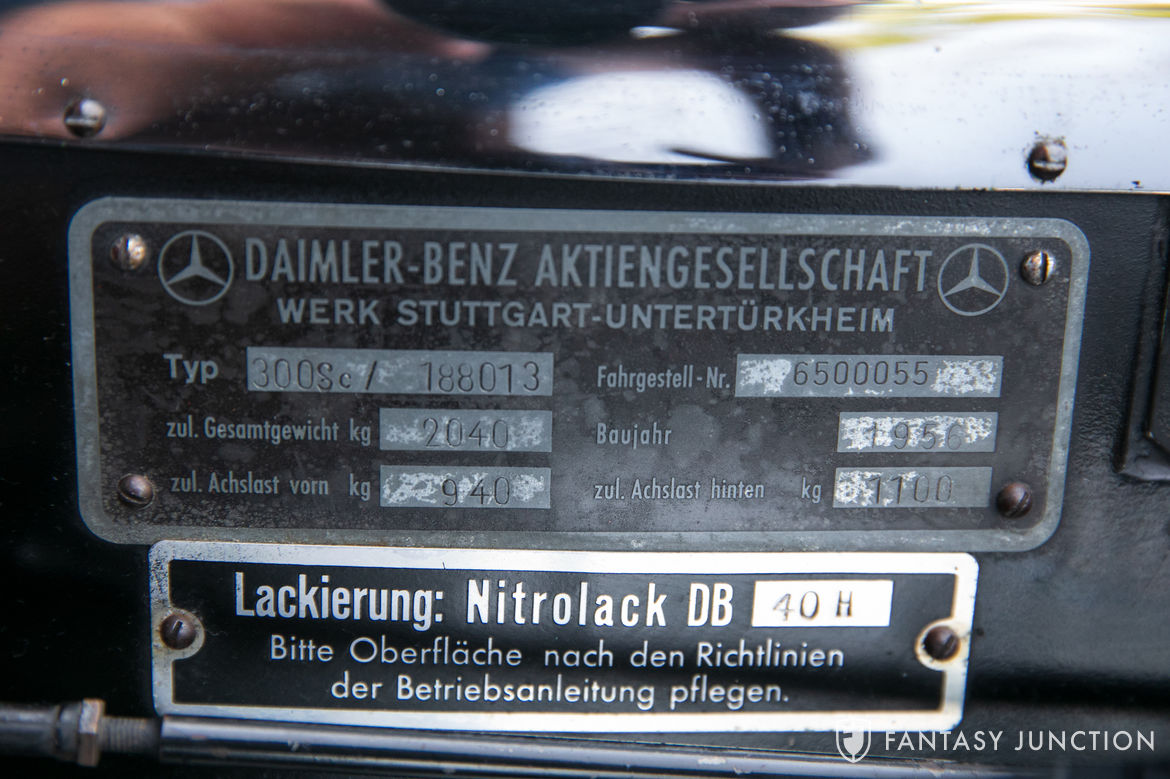 DAIMLER-BENZ AKTIENGESELLSCHAFT
WERK STUTTGART-UNTERTÜRKHEIM
Typ 300Sc / 188013 Fahrgestell-Nr. 6500055
zul. Gesamtgewicht kg 2040 Baujahr 1956
zul. Achslast vorn kg 940 zul. Achslast hinten kg 1100
Lackierung: Nitrolack DB 40 H
Bitte Oberfläche nach den Richtlinien
der Betriebsanleitung pflegen.
FANTASY JUNCTION